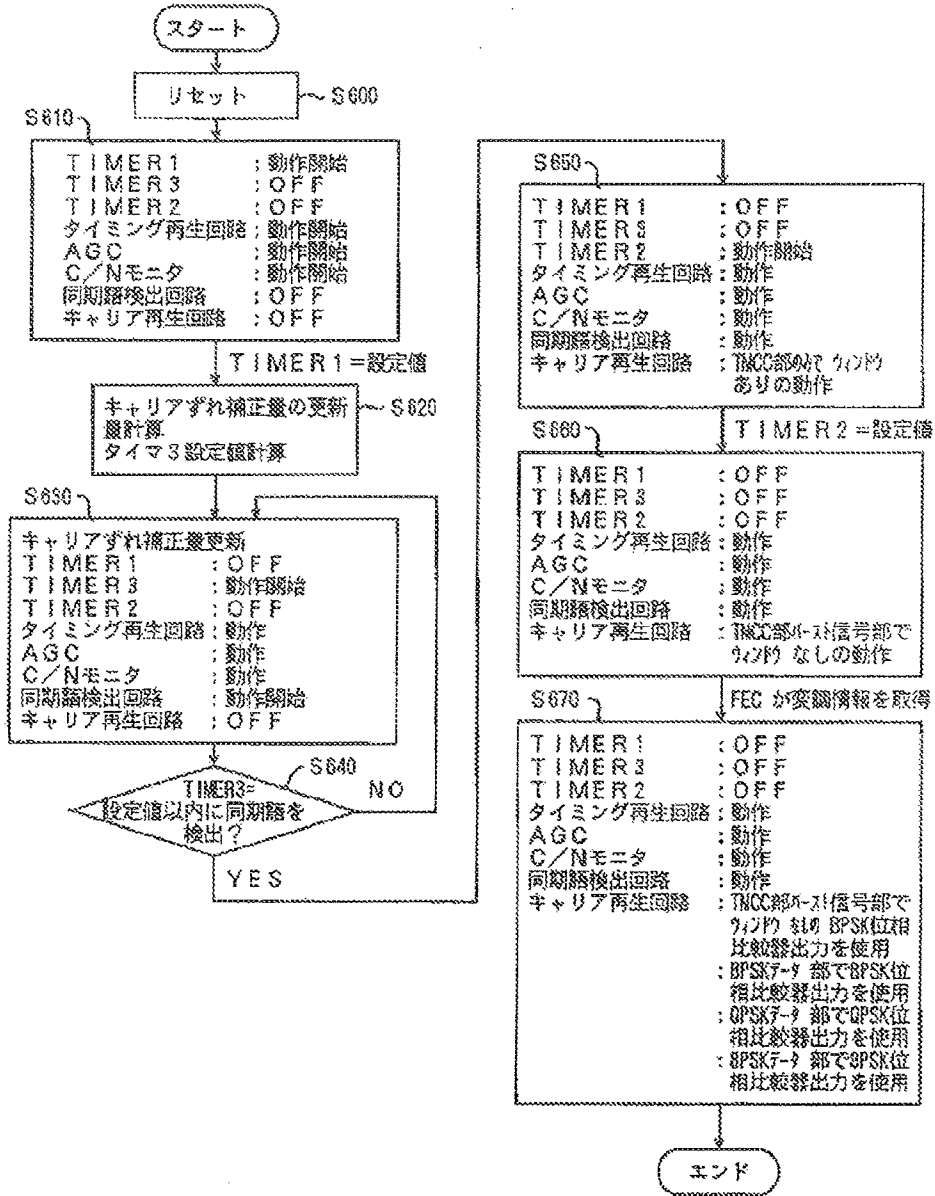 スタート
リセット
S600
S610
TIMER1 :動作開始
TIMER3 :OFF
TIMER2 :OFF
タイミング再生回路:動作開始
AGC :動作開始
C/Nモニタ :動作開始
同期語検出回路 :OFF
キャリア再生回路 :OFF
TIMER1=設定値
キャリアずれ補正量の更新
量計算
タイマ3設定値計算
S620
S630
キャリアずれ補正量更新
TIMER1 :OFF
TIMER3 :動作開始
TIMER2 :OFF
タイミング再生回路:動作
AGC :動作
C/Nモニタ :動作
同期語検出回路 :動作開始
キャリア再生回路 :OFF
S640
TIMER3=
設定値以内に同期語を
検出?
NO
YES
S650
TIMER1 :OFF
TIMER3 :OFF
TIMER2 :動作開始
タイミング再生回路:動作
AGC :動作
C/Nモニタ :動作
同期語検出回路 :動作
キャリア再生回路 :TMCC部のみで ウィンドウ
ありの動作
S660
TIMER2=設定値
TIMER1 :OFF
TIMER3 :OFF
TIMER2 :OFF
タイミング再生回路:動作
AGC :動作
C/Nモニタ :動作
同期語検出回路 :動作
キャリア再生回路 :TMCC部バースト信号部で
ウィンドウ なしの動作
S670
FEC が変調情報を取得
TIMER1 :OFF
TIMER3 :OFF
TIMER2 :OFF
タイミング再生回路:動作
AGC :動作
C/Nモニタ :動作
同期語検出回路 :動作
キャリア再生回路 :TMCC部バースト信号部で
ウィンドウ なしの BPSK位相
比較器出力を使用
:BPSKデータ 部でBPSK位
相比較器出力を使用
:QPSKデータ 部でQPSK位
相比較器出力を使用
:8PSKデータ 部で8PSK位
相比較器出力を使用
エンド